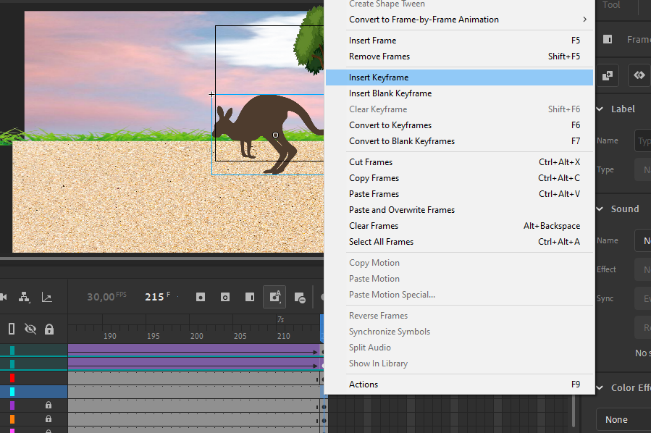 Create Shape Tween
Tool
Convert to Frame-by-Frame Animation
Insert Frame F5
Remove Frames Shift+F5
Insert Keyframe
Insert Blank Keyframe
Clear Keyframe Shift+F6
Convert to Keyframes F6
Convert to Blank Keyframes F7
Cut Frames Ctrl+Alt+X
Copy Frames Ctrl+Alt+C
Paste Frames Ctrl+Alt+V
Paste and Overwrite Frames
Clear Frames Alt+Backspace
Select All Frames Ctrl+Alt+A
Copy Motion
Paste Motion
Paste Motion Special...
Reverse Frames
Synchronize Symbols
Split Audio
Show In Library
Actions F9
Fram
Label
Name Typ
Type N
Sound
Name N
Effect N
Sync E
Re
No s
Color Effe
None
30,00 FPS 215 F
2s
190 195 200 205 210